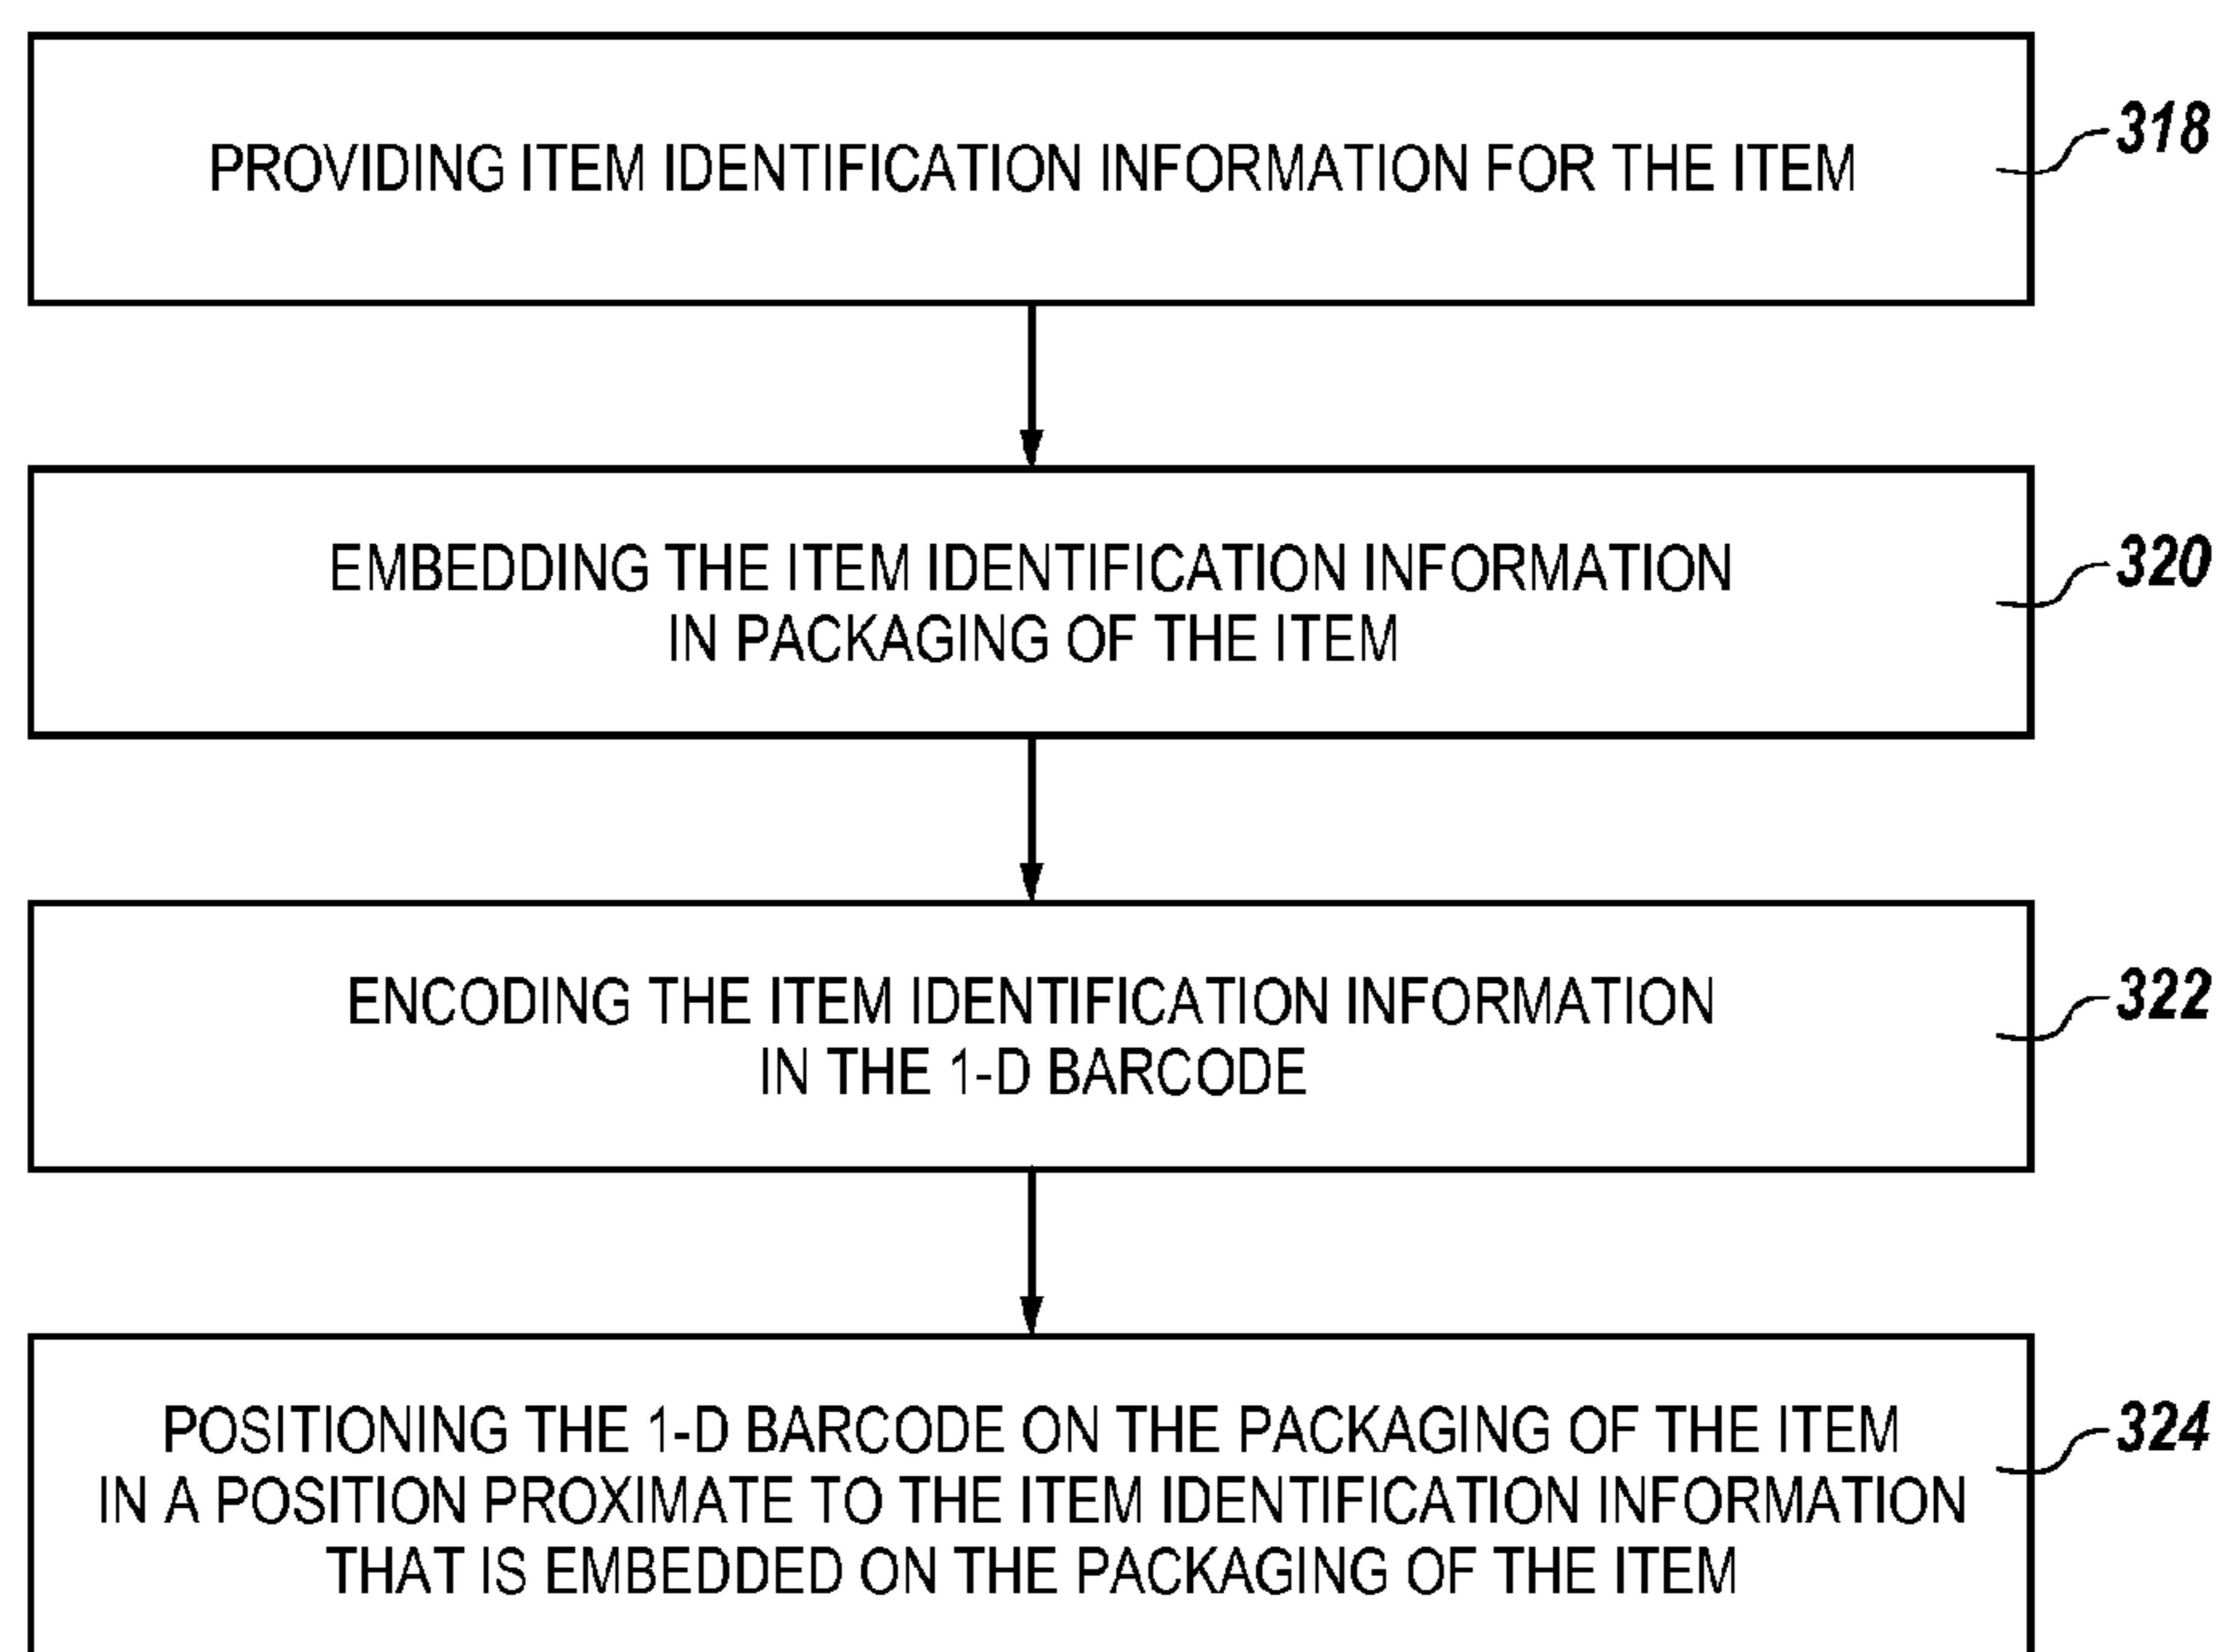 PROVIDING ITEM IDENTIFICATION INFORMATION FOR THE ITEM
318
EMBEDDING THE ITEM IDENTIFICATION INFORMATION
IN PACKAGING OF THE ITEM
320
ENCODING THE ITEM IDENTIFICATION INFORMATION
IN THE 1-D BARCODE
322
POSITIONING THE 1-D BARCODE ON THE PACKAGING OF THE ITEM
IN A POSITION PROXIMATE TO THE ITEM IDENTIFICATION INFORMATION
THAT IS EMBEDDED ON THE PACKAGING OF THE ITEM
324